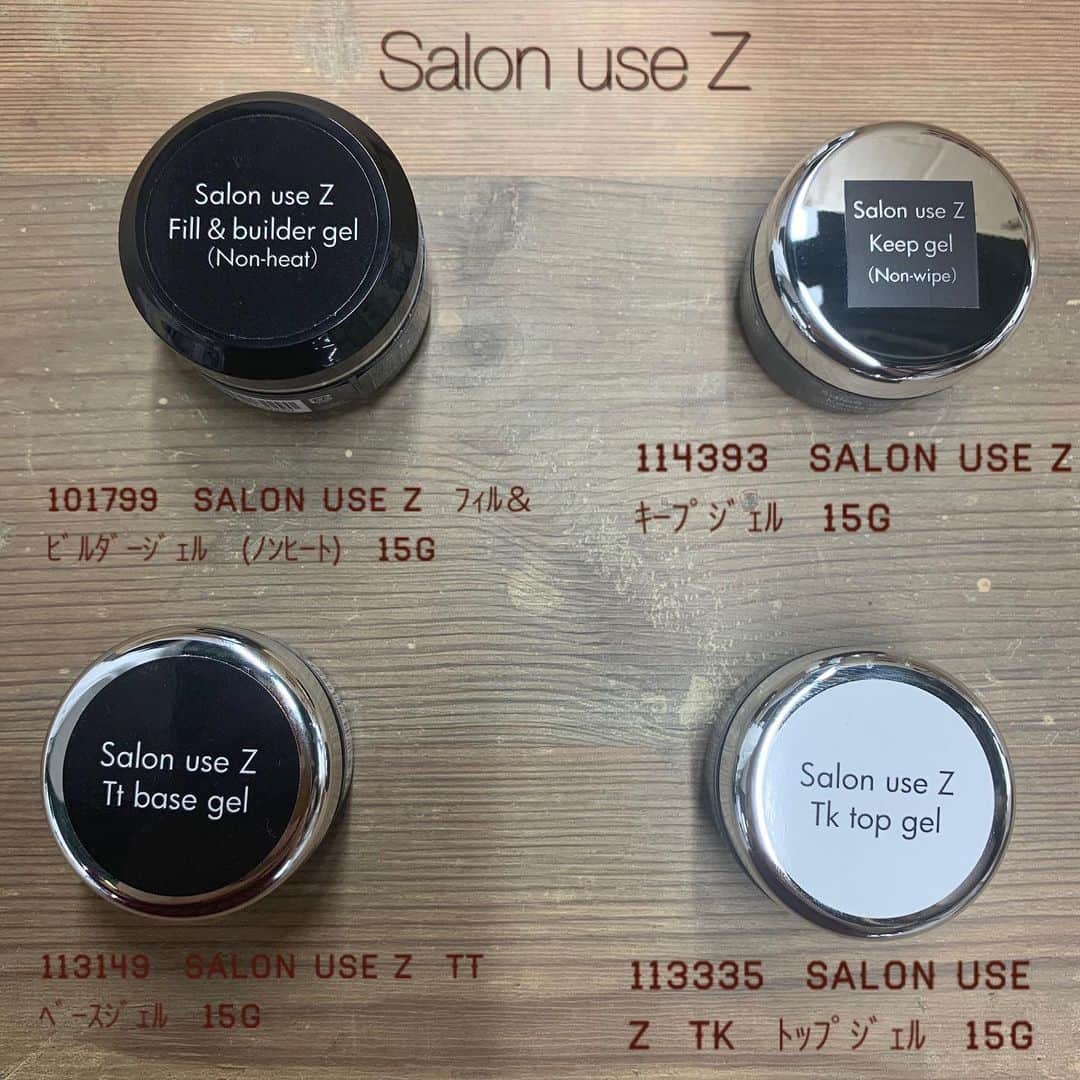 Salon use Z
Salon use Z
Fill & builder gel
(Non-heat)
Salon use Z
Keep gel
(Non-wipe)
101799 SALON USE Z ﾌｨﾙ&
ﾋﾞﾙﾀﾞｰｼﾞｪﾙ (ﾉﾝﾋｰﾄ) 15G
114393 SALON USE Z
ｷｰﾌﾟｼﾞｪﾙ 15G
Salon use Z
Tt base gel
Salon use Z
Tk top gel
113149 SALON USE Z TT
ﾍﾞｰｽｼﾞｪﾙ 15G
113335 SALON USE
Z TK ﾄｯﾌﾟｼﾞｪﾙ 15G